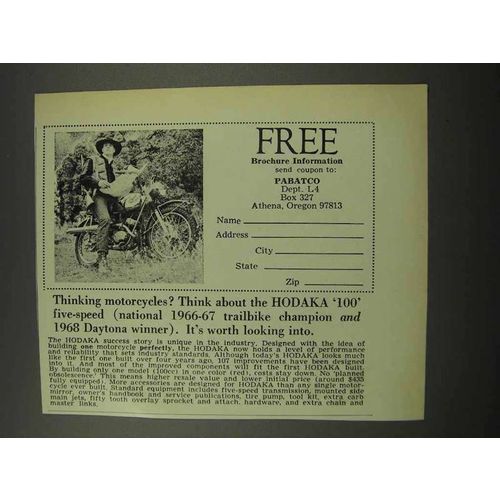 FREE
Brochure Information
send coupon to:
PABATCO
Dept. L4
Box 327
Athena, Oregon 97813
Name
Address
City
State
Zip
Thinking motorcycles? Think about the HODAKA '100'
five-speed (national 1966-67 trailbike champion and
1968 Daytona winner). It's worth looking into.
The HODAKA success story is unique in the industry. Designed with the idea of
building one motorcycle perfectly, the HODAKA now holds a level of performance
and reliability that sets industry standards. Although today's HODAKA looks much
like the first one built over four years ago, 107 improvements have been designed
into it. And most of the improved components will fit the first HODAKA built.
By building only one model (100cc) in one color (red), costs stay down. No 'planned
obsolescence.' This means higher resale value and lower initial price (around $435
fully equipped). More accessories are designed for HODAKA than any single motor-
cycle ever built. Standard equipment includes five-speed transmission, mounted side
mirror, owner's handbook and service publications, tire pump, tool kit, extra carb
main jets, fifty tooth overlay sprocket and attach. hardware, and extra chain and
master links.